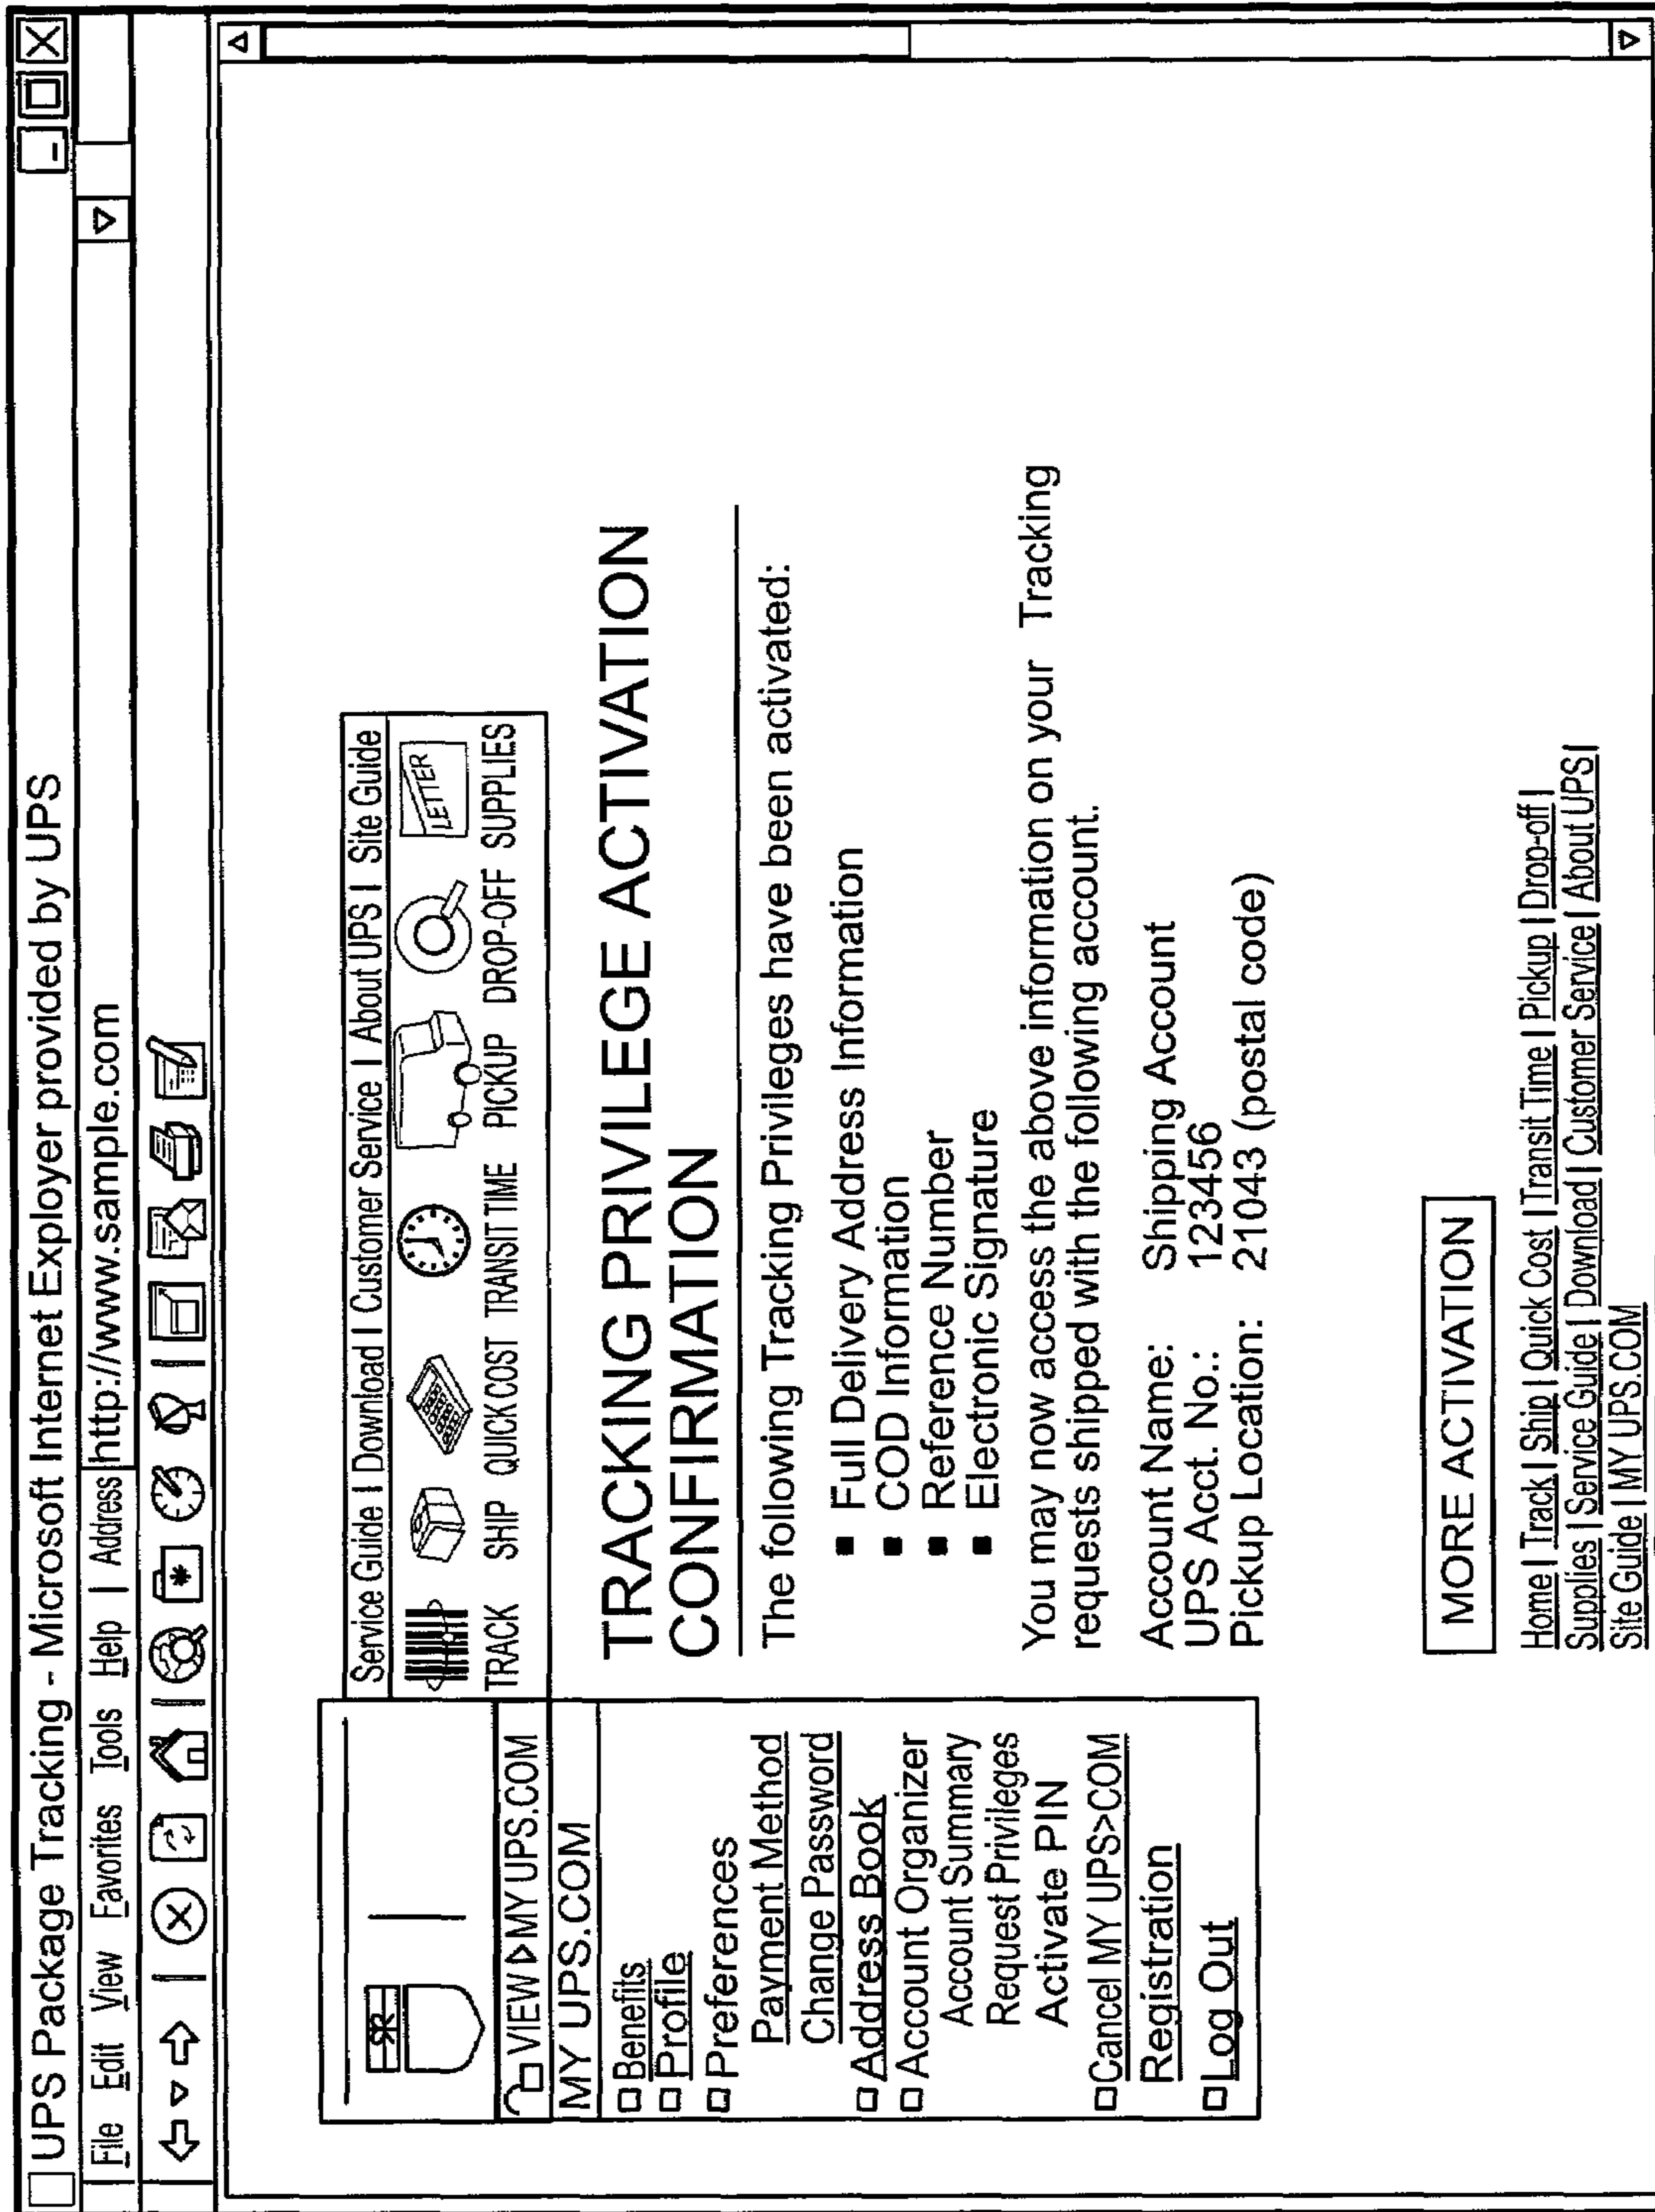 UPS Package Tracking - Microsoft Internet Exployer provided by UPS
File Edit View Favorites Tools Help | Address http://www.sample.com
Service Guide | Download | Customer Service | About UPS | Site Guide
LETTER
TRACK SHIP QUICK COST TRANSIT TIME PICKUP DROP-OFF SUPPLIES
VIEW MY UPS.COM
MY UPS.COM
Benefits
Profile
Preferences
Payment Method
Change Password
Address Book
Account Organizer
Account Summary
Request Privileges
Activate PIN
Cancel MY UPS>COM
Registration
Log Out
TRACKING PRIVILEGE ACTIVATION
CONFIRMATION
The following Tracking Privileges have been activated:
Full Delivery Address Information
COD Information
Reference Number
Electronic Signature
You may now access the above information on your Tracking
requests shipped with the following account.
Account Name: Shipping Account
UPS Acct. No.: 123456
Pickup Location: 21043 (postal code)
MORE ACTIVATION
Home | Track | Ship | Quick Cost | Transit Time | Pickup | Drop-off |
Supplies | Service Guide | Download | Customer Service | About UPS |
Site Guide | MY UPS.COM